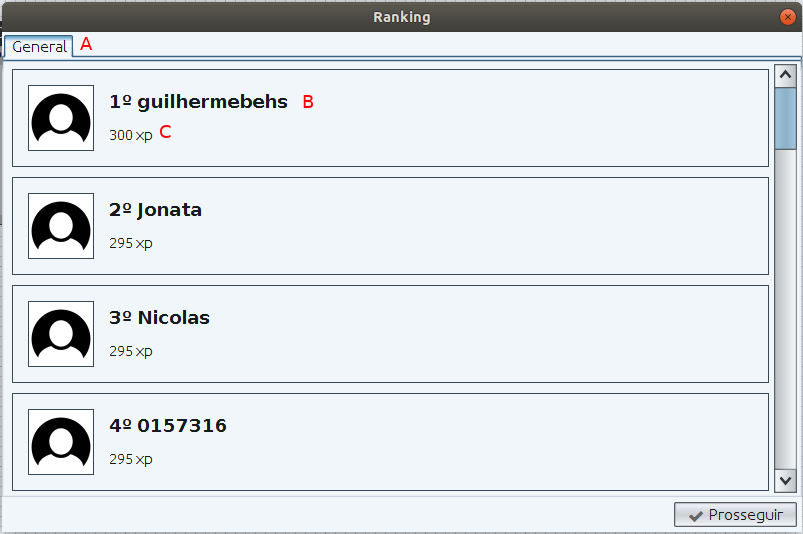 Ranking
General A
1º guilhermebehs B
300 xp C
2º Jonata
295 xp
3º Nicolas
295 xp
4º 0157316
295 xp
Prosseguir